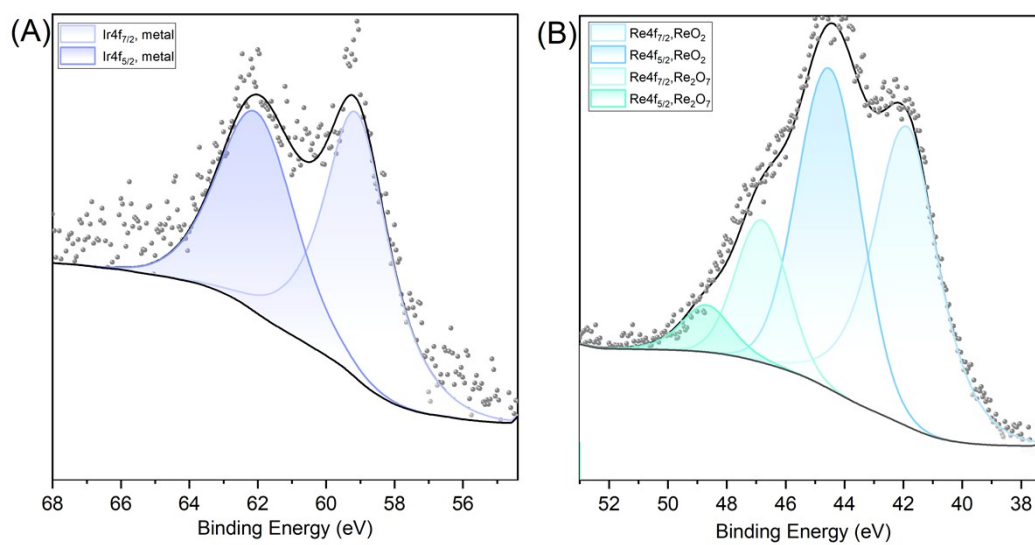 (A)
Ir4f7/2, metal
Ir4f5/2, metal
68 66 64 62 60 58 56
Binding Energy (eV)
(B)
Re4f7/2,ReO2
Re4f5/2,ReO2
Re4f7/2,Re2O7
Re4f5/2,Re2O7
52 50 48 46 44 42 40 38
Binding Energy (eV)